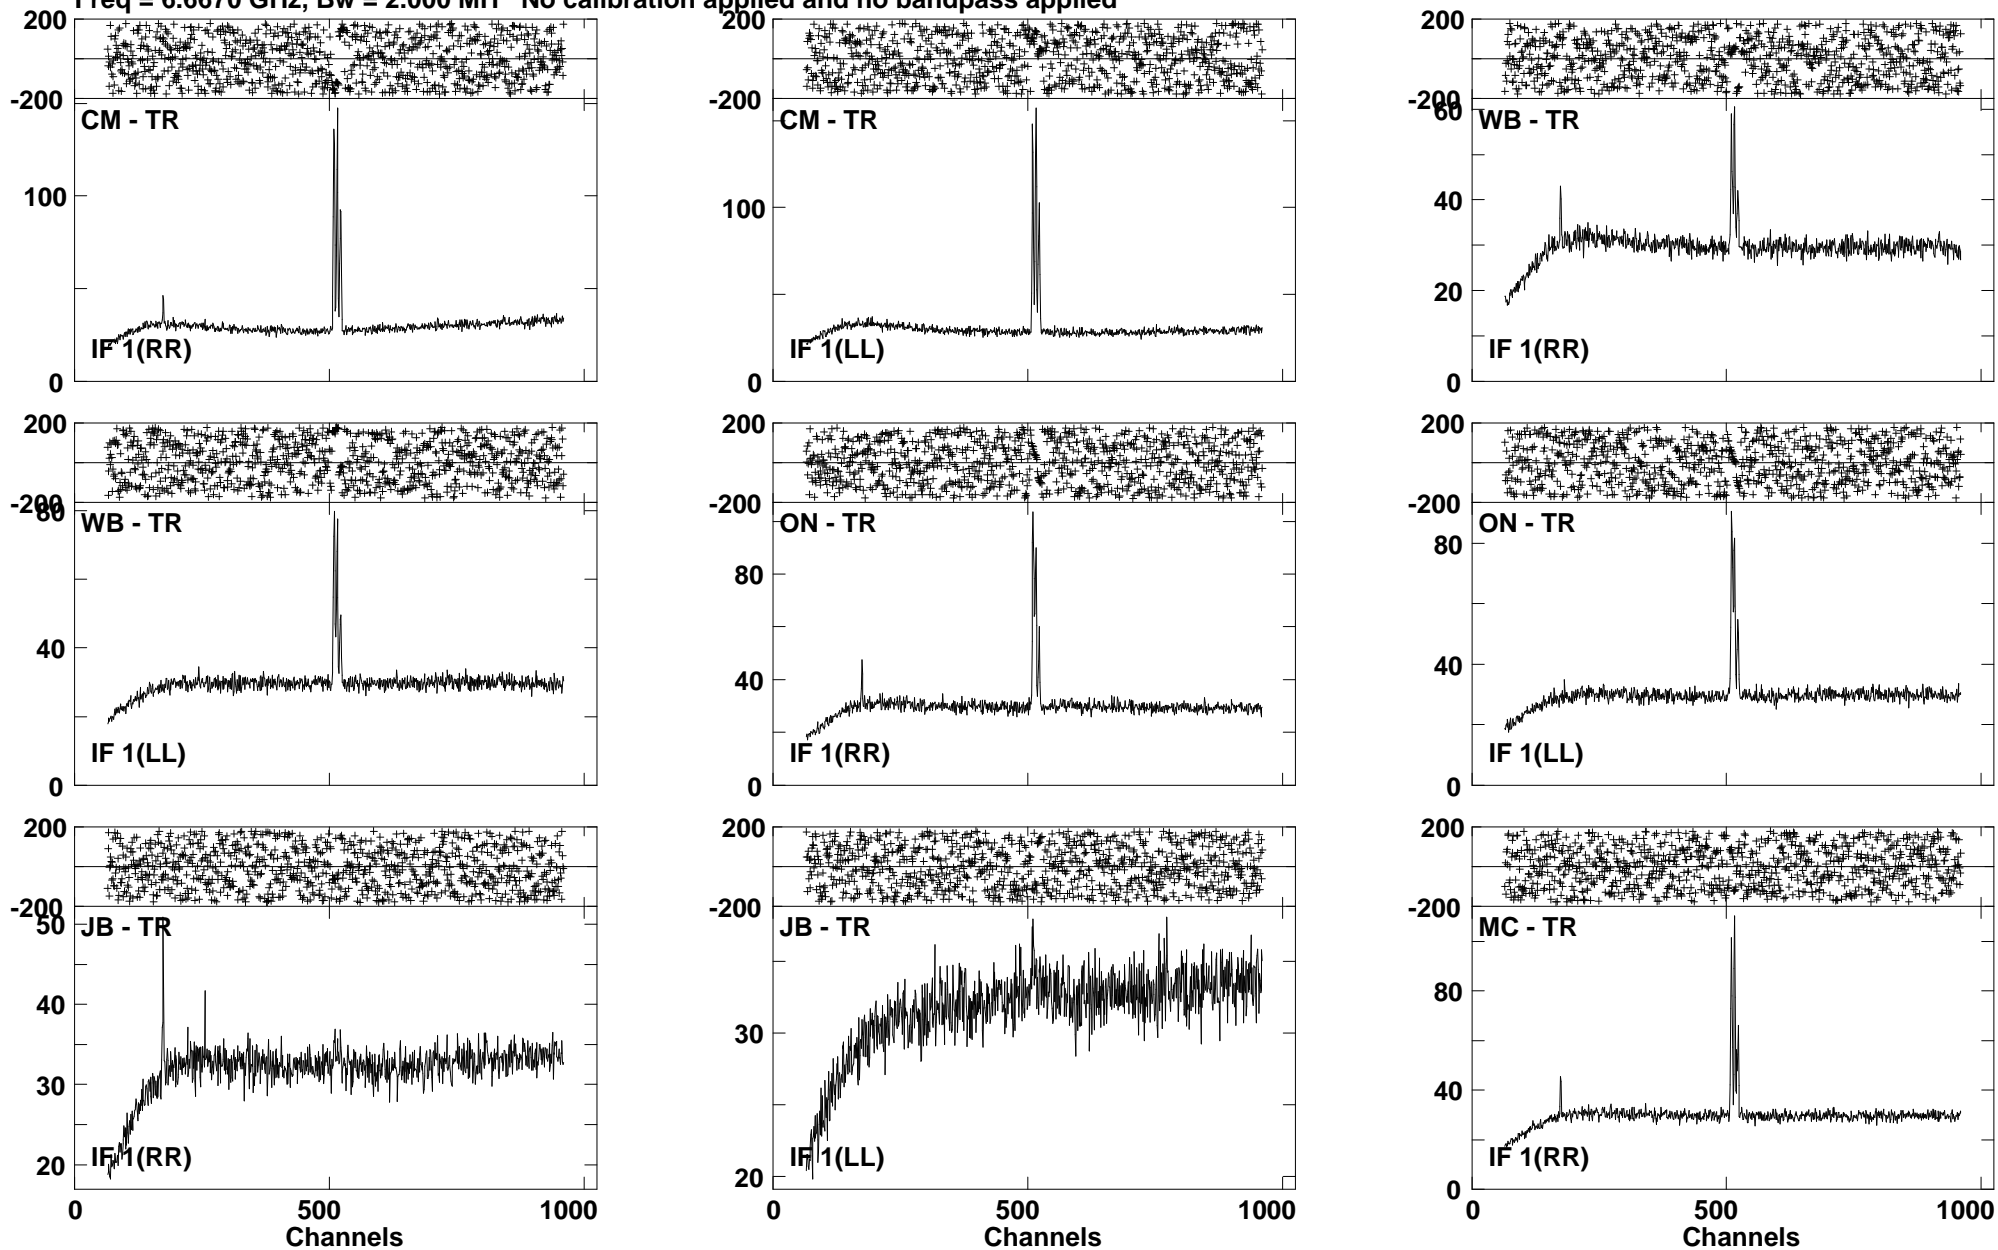 Freq = 6.6670 GHz, Bw = 2.000 MH No calibration applied and no bandpass applied
200
-200
CM - TR
100
0
IF 1(RR)
200
-200
CM - TR
100
0
IF 1(LL)
200
-200
60
WB - TR
40
20
0
IF 1(RR)
200
-200
80
WB - TR
40
0
IF 1(LL)
200
-200
ON - TR
80
40
0
IF 1(RR)
200
-200
ON - TR
80
40
0
IF 1(LL)
200
-200
50
JB - TR
40
30
20
IF 1(RR)
0 500 1000
Channels
200
-200
JB - TR
30
20
IF 1(LL)
0 500 1000
Channels
200
-200
MC - TR
80
40
0
IF 1(RR)
0 500 1000
Channels